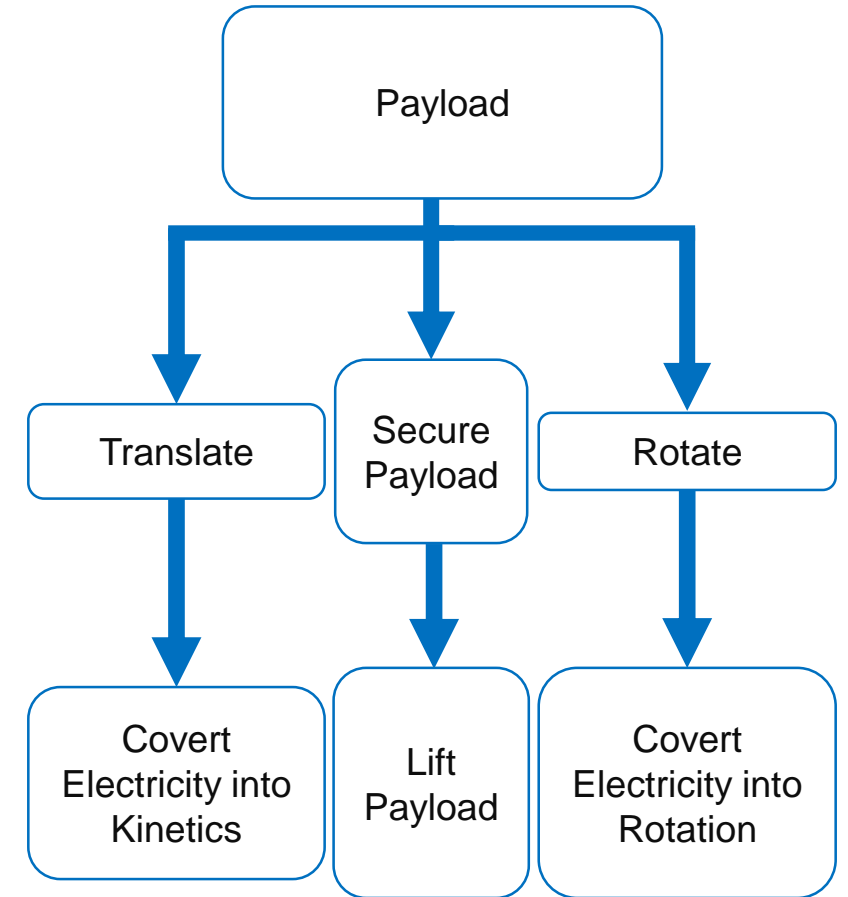 Payload
Translate
Secure
Payload
Rotate
Covert
Electricity into
Kinetics
Lift
Payload
Covert
Electricity into
Rotation